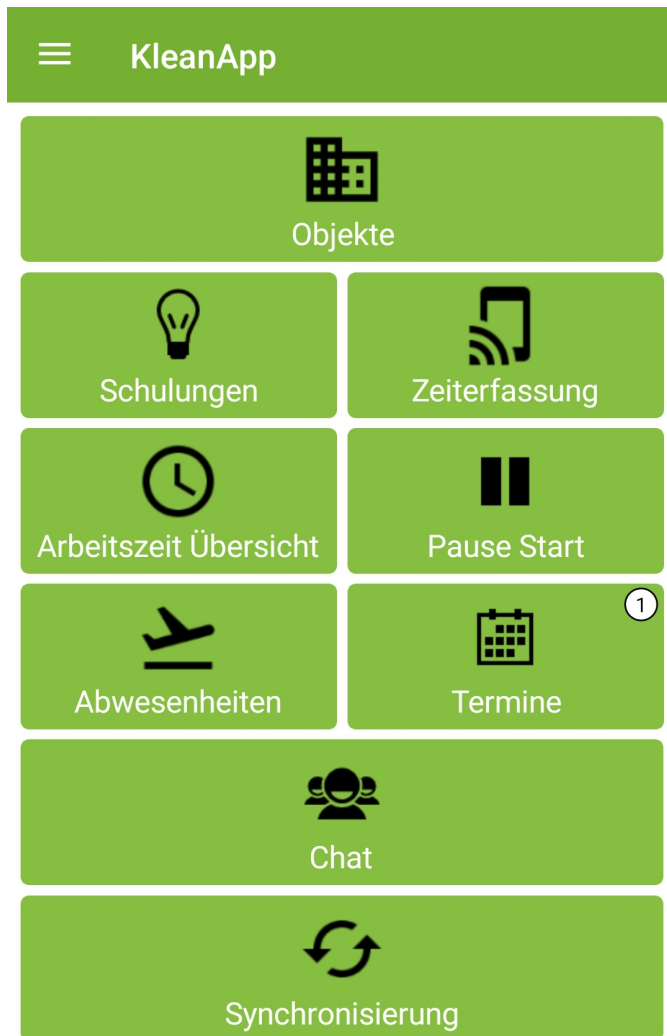 KleanApp
Objekte
Schulungen
Zeiterfassung
Arbeitszeit Übersicht
Pause Start
1
Abwesenheiten
Termine
Chat
Synchronisierung